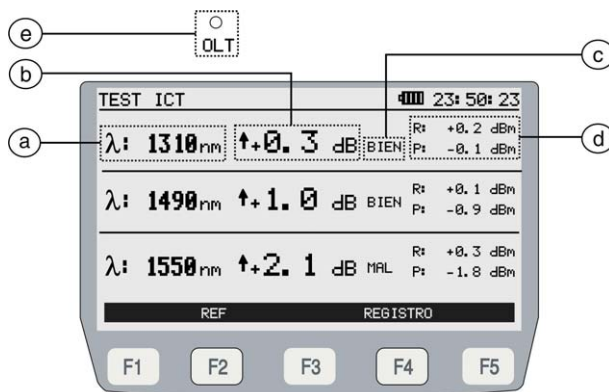 e
OLT
b
c
TEST ICT 23:50:23
a
λ: 1310nm ↑+0.3 dB BIEN R: +0.2 dBm
P: -0.1 dBm
d
λ: 1490nm ↑+1.0 dB BIEN R: +0.1 dBm
P: -0.9 dBm
λ: 1550nm ↑+2.1 dB MAL R: +0.3 dBm
P: -1.8 dBm
REF REGISTRO
F1 F2 F3 F4 F5